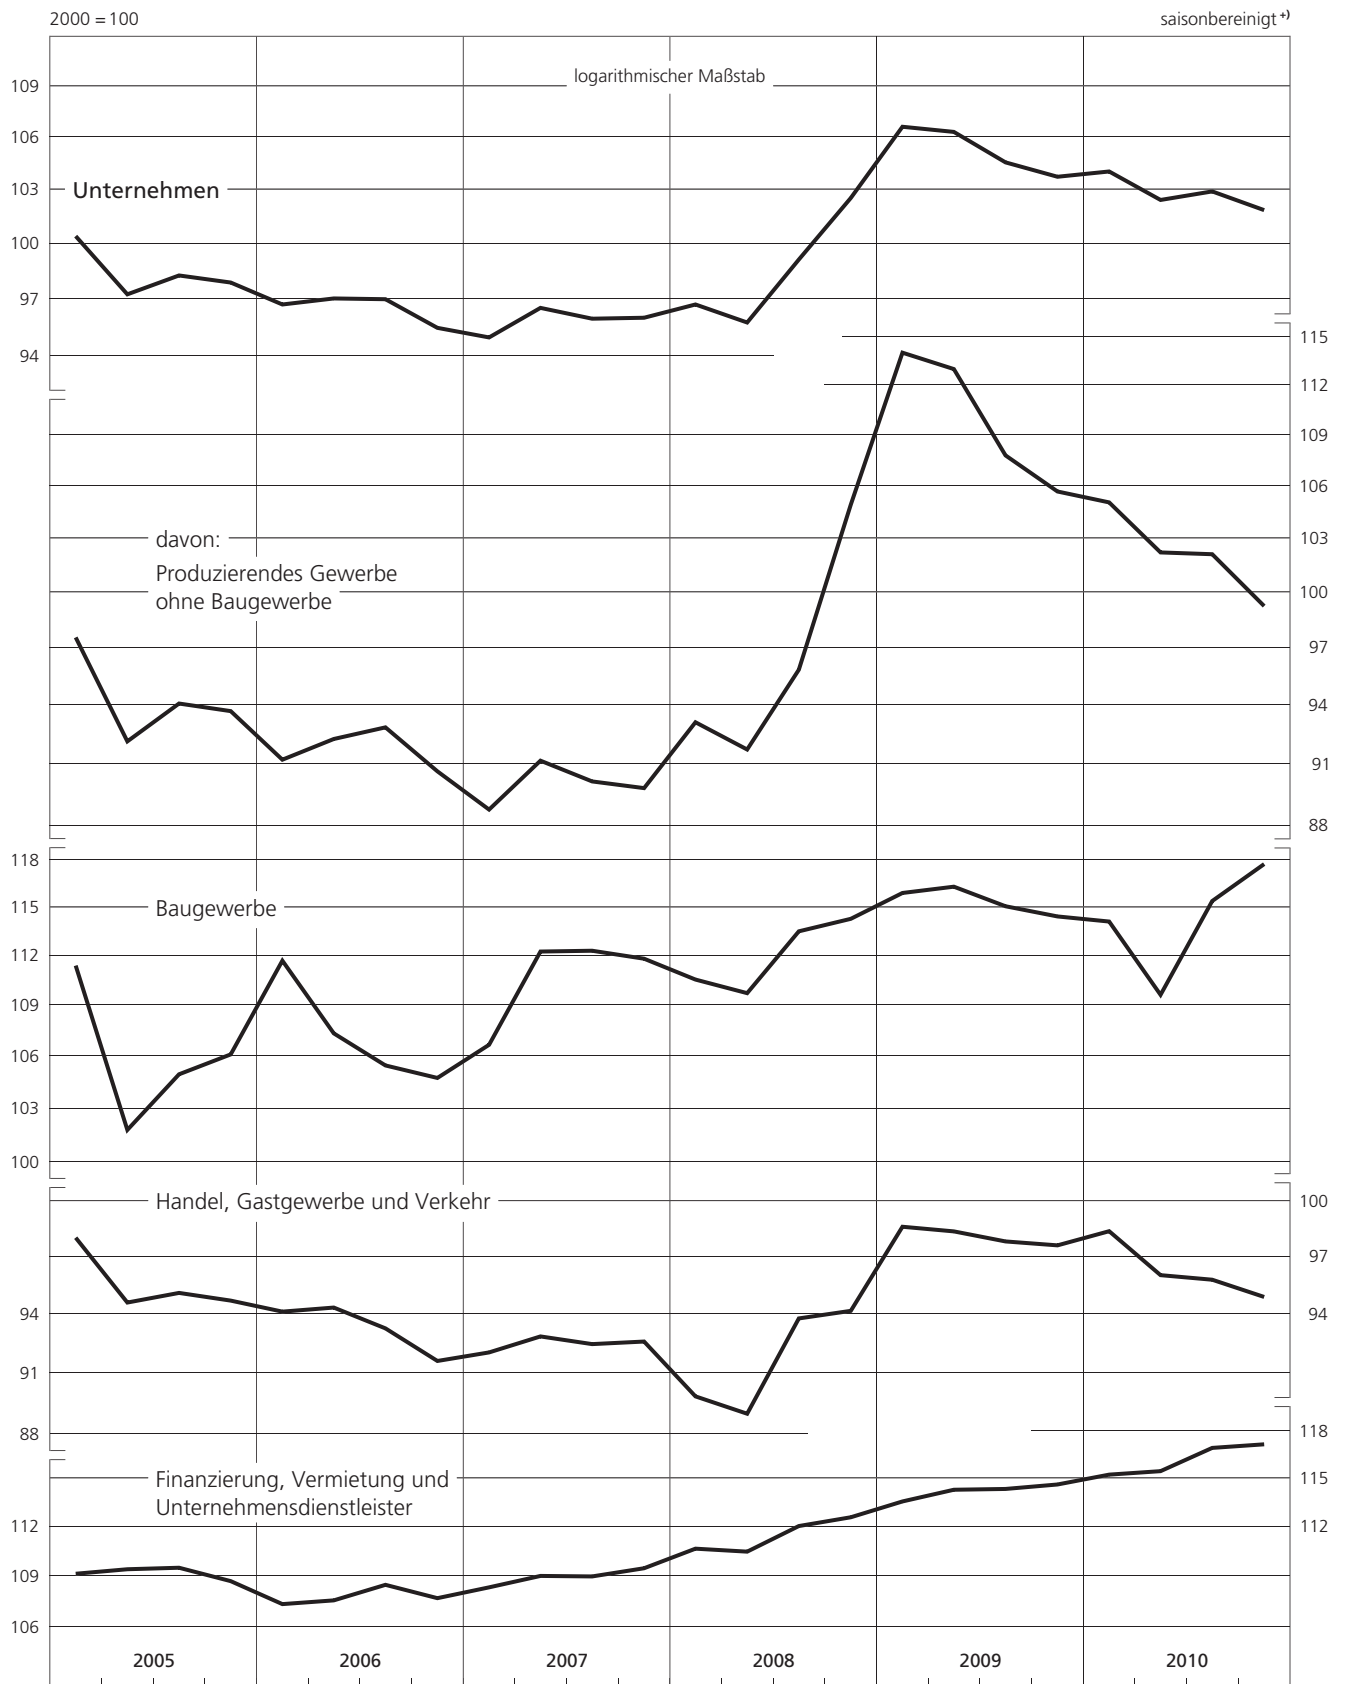 2000 = 100
saisonbereinigt +)
logarithmischer Maßstab
109
106
103
Unternehmen
100
97
94
115
112
109
106
davon:
103
Produzierendes Gewerbe
ohne Baugewerbe
100
97
94
91
88
118
115
Baugewerbe
112
109
106
103
100
Handel, Gastgewerbe und Verkehr
100
97
94
94
91
88
118
Finanzierung, Vermietung und
115
Unternehmensdienstleister
112
112
109
106
2005 2006 2007 2008 2009 2010